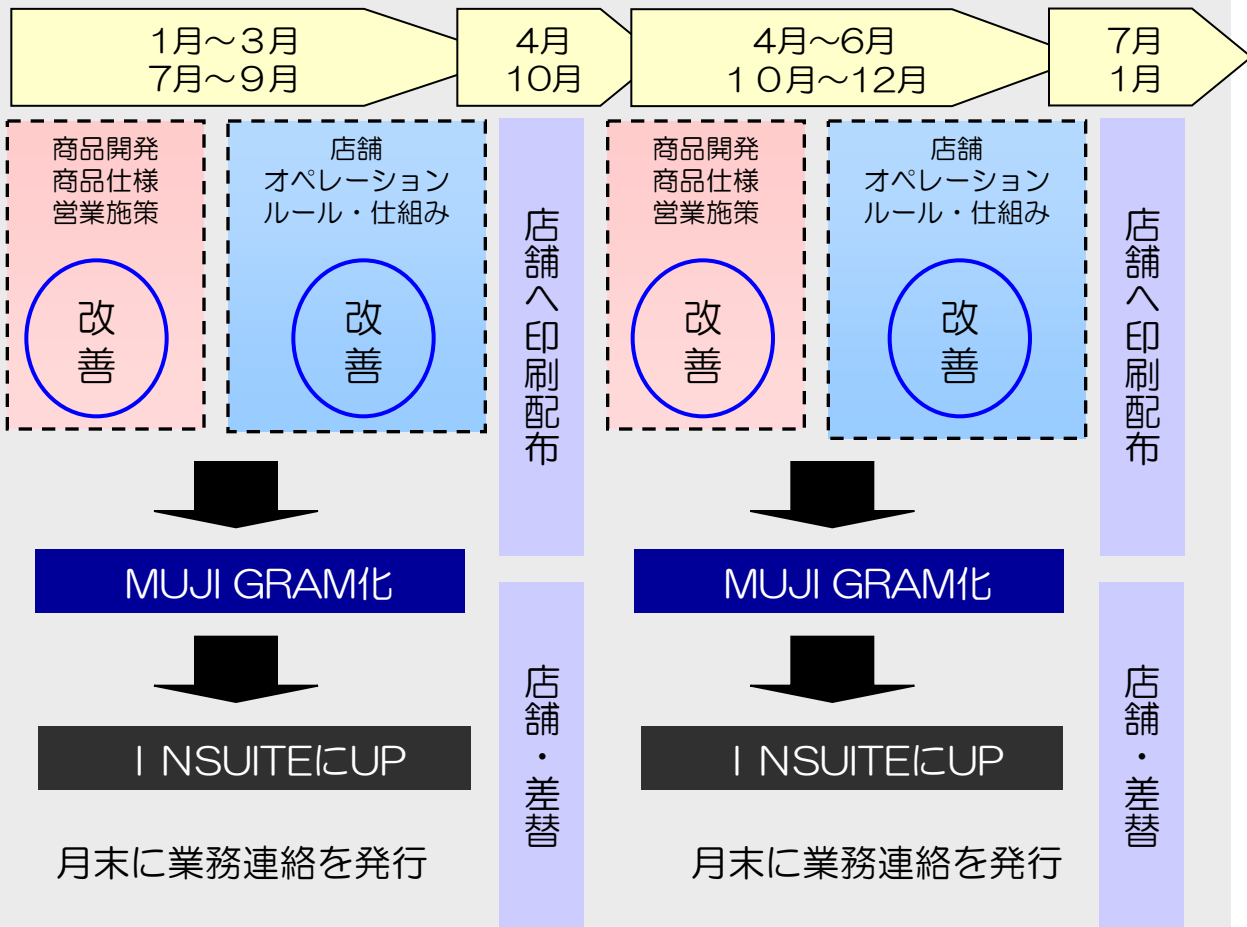 1月～３月
7月～９月
4月
10月
4月～6月
１０月～12月
7月
1月
商品開発
商品仕様
営業施策
改善
店舗
オペレーション
ルール・仕組み
改善
店舗へ印刷配布
商品開発
商品仕様
営業施策
改善
店舗
オペレーション
ルール・仕組み
改善
店舗へ印刷配布
MUJI GRAM化
MUJI GRAM化
店舗・差替
店舗・差替
I NSUITEにUP
I NSUITEにUP
月末に業務連絡を発行
月末に業務連絡を発行